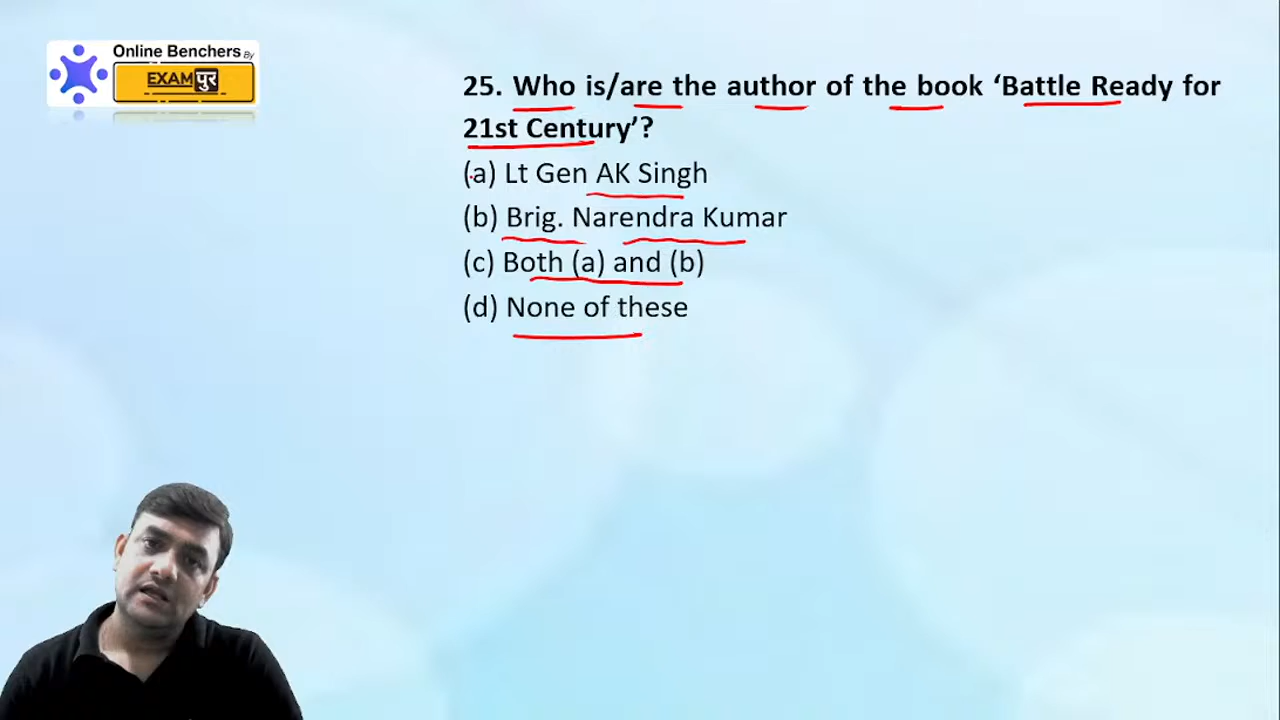 Online Benchers By
EXAMपुर
25. Who is/are the author of the book ‘Battle Ready for
21st Century’?
(a) Lt Gen AK Singh
(b) Brig. Narendra Kumar
(c) Both (a) and (b)
(d) None of these